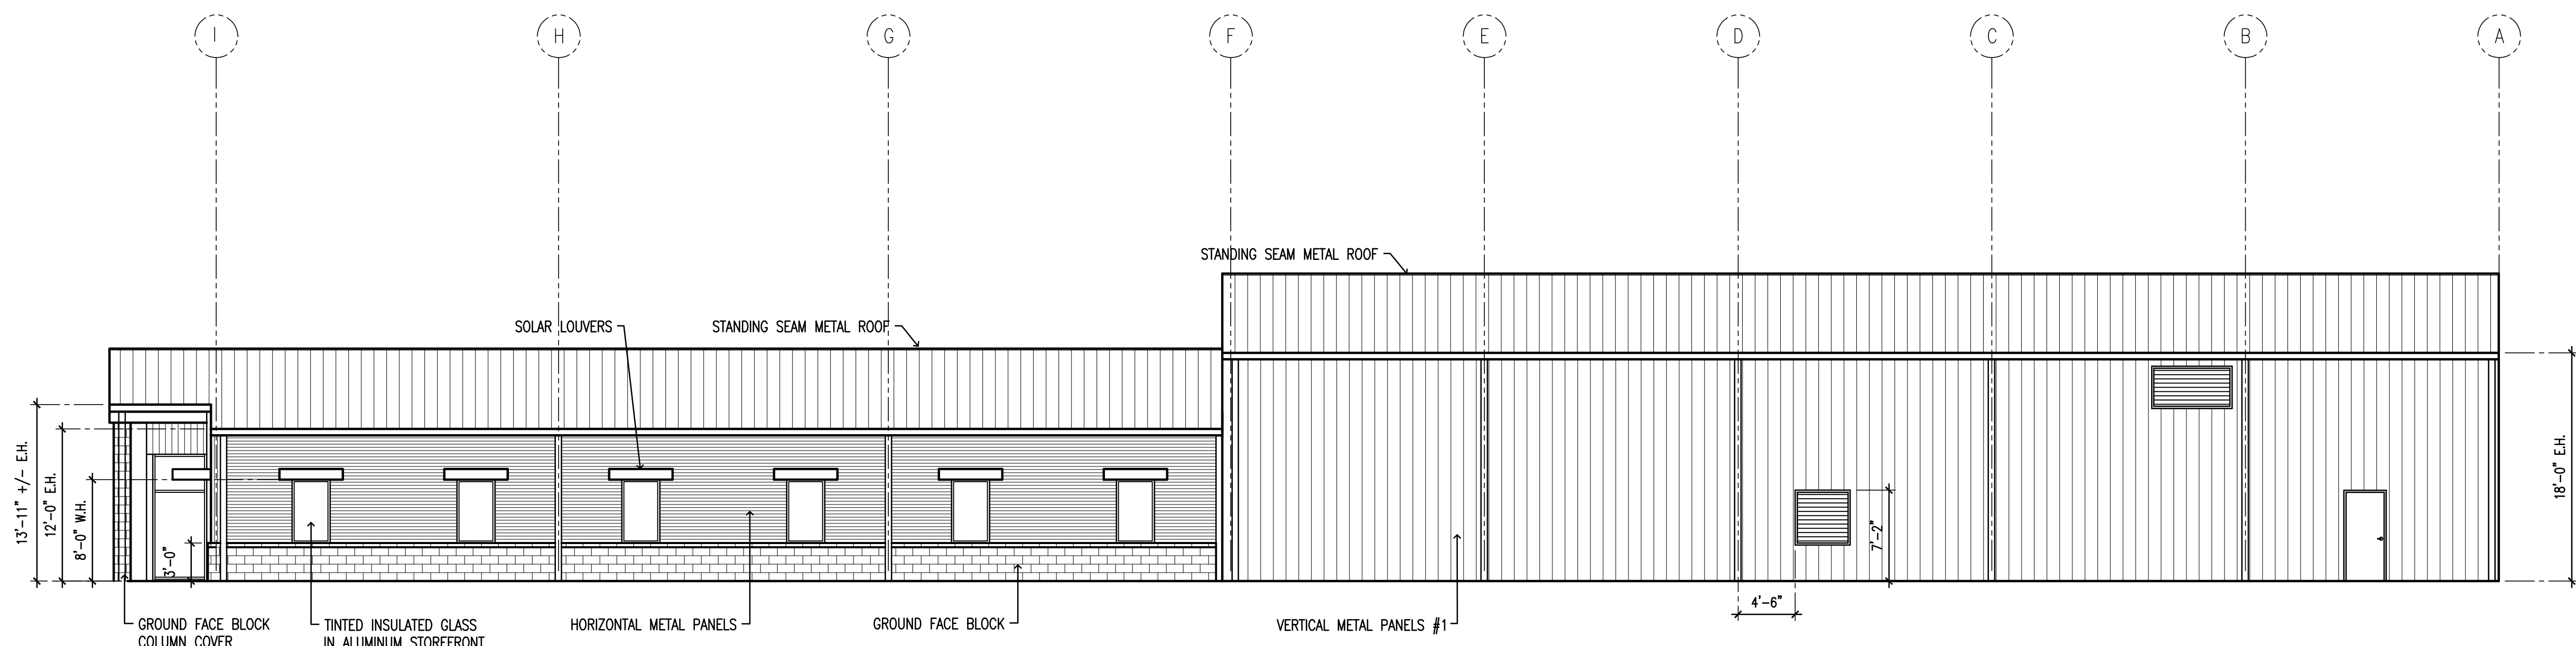 I
H
G
F
E
D
C
B
A
STANDING SEAM METAL ROOF
SOLAR LOUVERS
STANDING SEAM METAL ROOF
13'-11" +/- E.H.
12'-0" E.H.
8'-0" W.H.
3'-0"
7'-2"
18'-0" E.H.
4'-6"
GROUND FACE BLOCK
COLUMN COVER
TINTED INSULATED GLASS
IN ALUMINUM STOREFRONT
HORIZONTAL METAL PANELS
GROUND FACE BLOCK
VERTICAL METAL PANELS #1